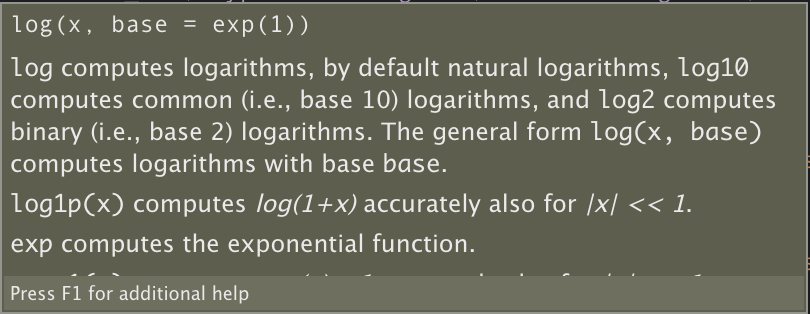 log(x, base = exp(1))
log computes logarithms, by default natural logarithms, log10
computes common (i.e., base 10) logarithms, and log2 computes
binary (i.e., base 2) logarithms. The general form log(x, base)
computes logarithms with base base.
log1p(x) computes log(1+x) accurately also for |x| << 1.
exp computes the exponential function.
Press F1 for additional help